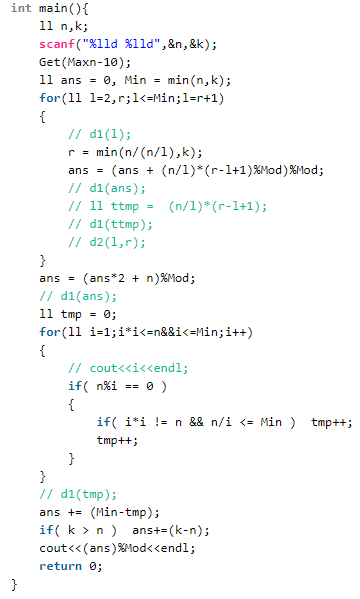 int main(){
    ll n,k;
    scanf("%lld %lld",&n,&k);
    Get(Maxn-10);
    ll ans = 0, Min = min(n,k);
    for(ll l=2,r;l<=Min;l=r+1)
    {
        // d1(l);
        r = min(n/(n/l),k);
        ans = (ans + (n/l)*(r-l+1)%Mod)%Mod;
        // d1(ans);
        // ll ttmp =  (n/l)*(r-l+1);
        // d1(ttmp);
        // d2(l,r);
    }
    ans = (ans*2 + n)%Mod;
    // d1(ans);
    ll tmp = 0;
    for(ll i=1;i*i<=n&&i<=Min;i++)
    {
        // cout<<i<<endl;
        if( n%i == 0 )
        {
            if( i*i != n && n/i <= Min )  tmp++;
            tmp++;
        }
    }
    // d1(tmp);
    ans += (Min-tmp);
    if( k > n )  ans+=(k-n);
    cout<<(ans)%Mod<<endl;
    return 0;
}